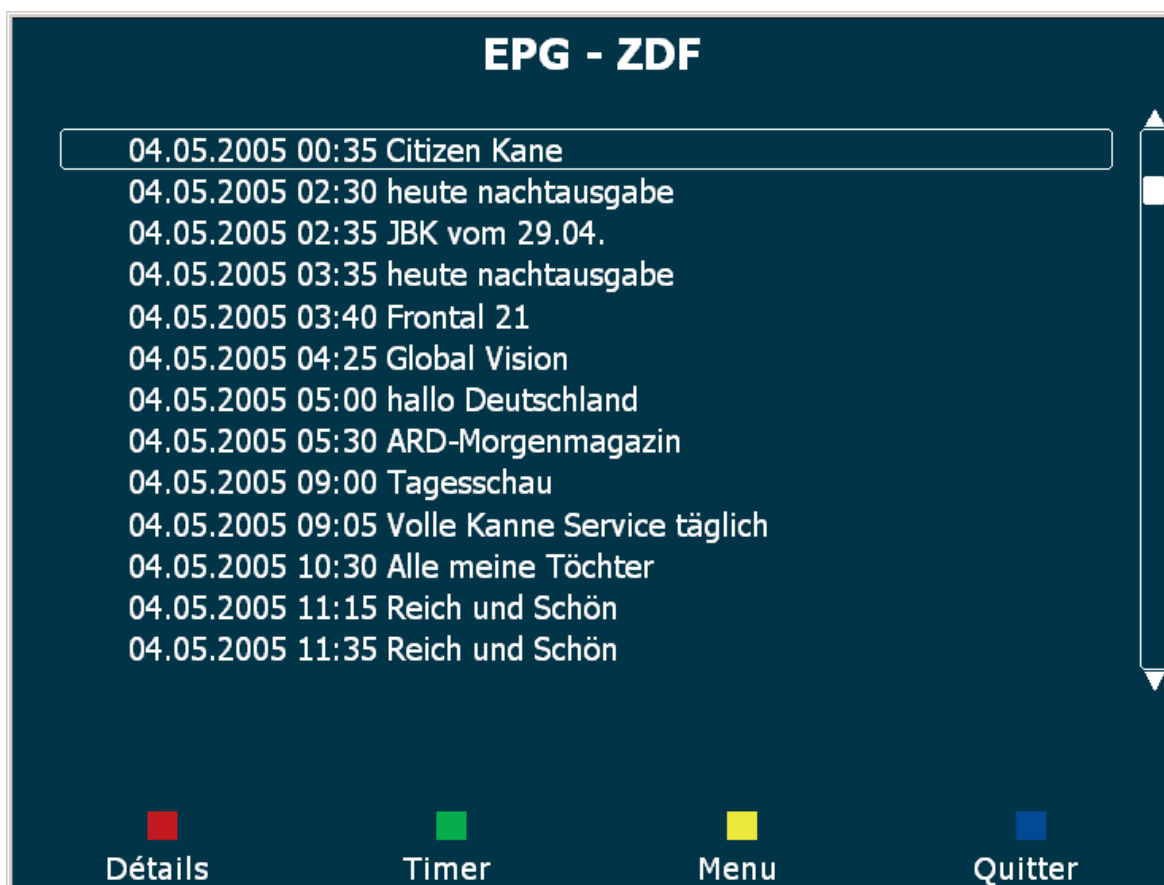 EPG - ZDF
04.05.2005 00:35 Citizen Kane
04.05.2005 02:30 heute nachtausgabe
04.05.2005 02:35 JBK vom 29.04.
04.05.2005 03:35 heute nachtausgabe
04.05.2005 03:40 Frontal 21
04.05.2005 04:25 Global Vision
04.05.2005 05:00 hallo Deutschland
04.05.2005 05:30 ARD-Morgenmagazin
04.05.2005 09:00 Tagesschau
04.05.2005 09:05 Volle Kanne Service täglich
04.05.2005 10:30 Alle meine Töchter
04.05.2005 11:15 Reich und Schön
04.05.2005 11:35 Reich und Schön
Détails Timer Menu Quitter